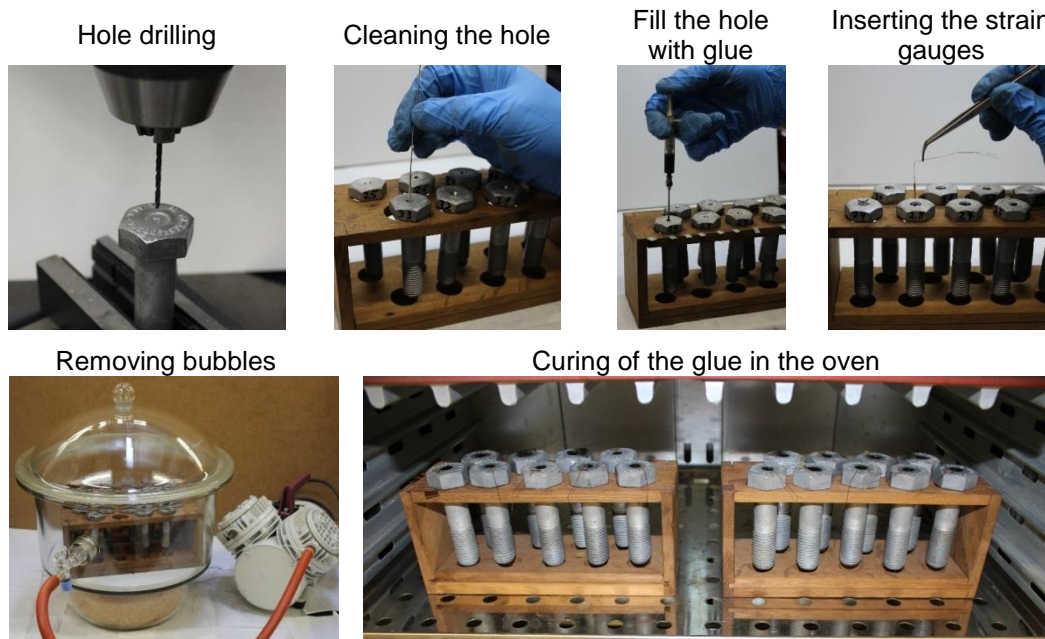 Hole drilling
Cleaning the hole
Fill the hole
with glue
Inserting the strain
gauges
Removing bubbles
Curing of the glue in the oven